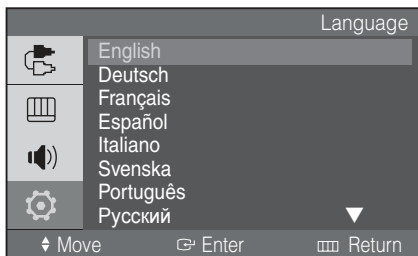 Language
English
Deutsch
Français
Español
Italiano
Svenska
Português
Русский
Move Enter Return